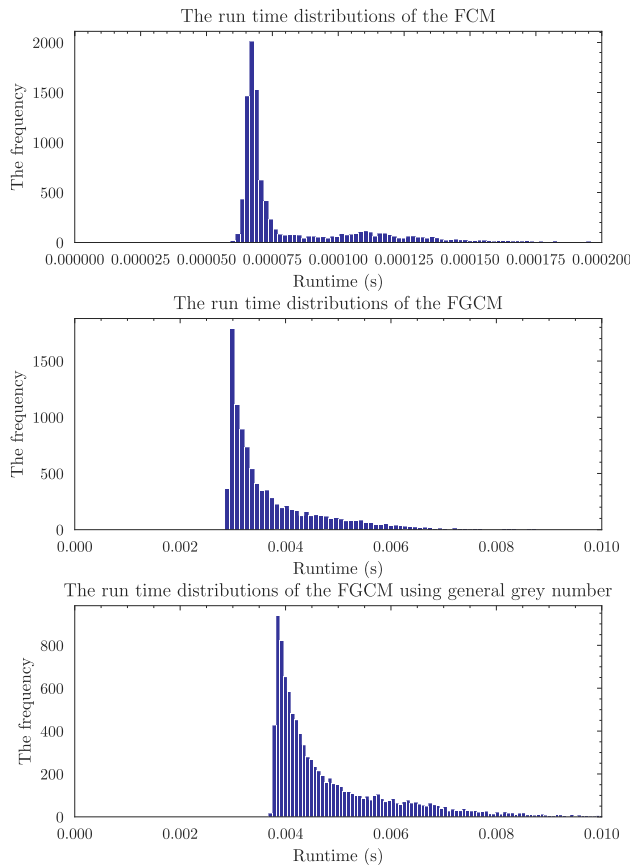 The run time distributions of the FCM
2000
1500
1000
500
0
The frequency
0.000000 0.000025 0.000050 0.000075 0.000100 0.000125 0.000150 0.000175 0.000200
Runtime (s)
The run time distributions of the FGCM
1500
1000
500
0
The frequency
0.000 0.002 0.004 0.006 0.008 0.010
Runtime (s)
The run time distributions of the FGCM using general grey number
800
600
400
200
0
The frequency
0.000 0.002 0.004 0.006 0.008 0.010
Runtime (s)